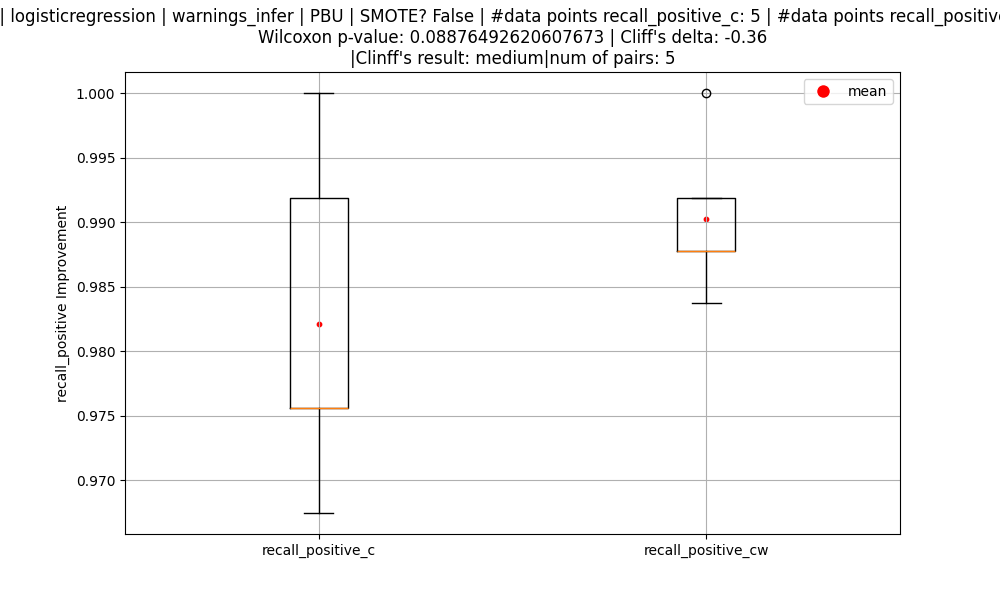 | logisticregression | warnings_infer | PBU | SMOTE? False | #data points recall_positive_c: 5 | #data points
Wilcoxon p-value: 0.08876492620607673 | Cliff's delta: -0.36
|Clinff's result: medium|num of pairs: 5
mean
1.000
0.995
0.990
0.985
0.980
0.975
0.970
recall_positive Improvement
recall_positive_c
recall_positive_cw